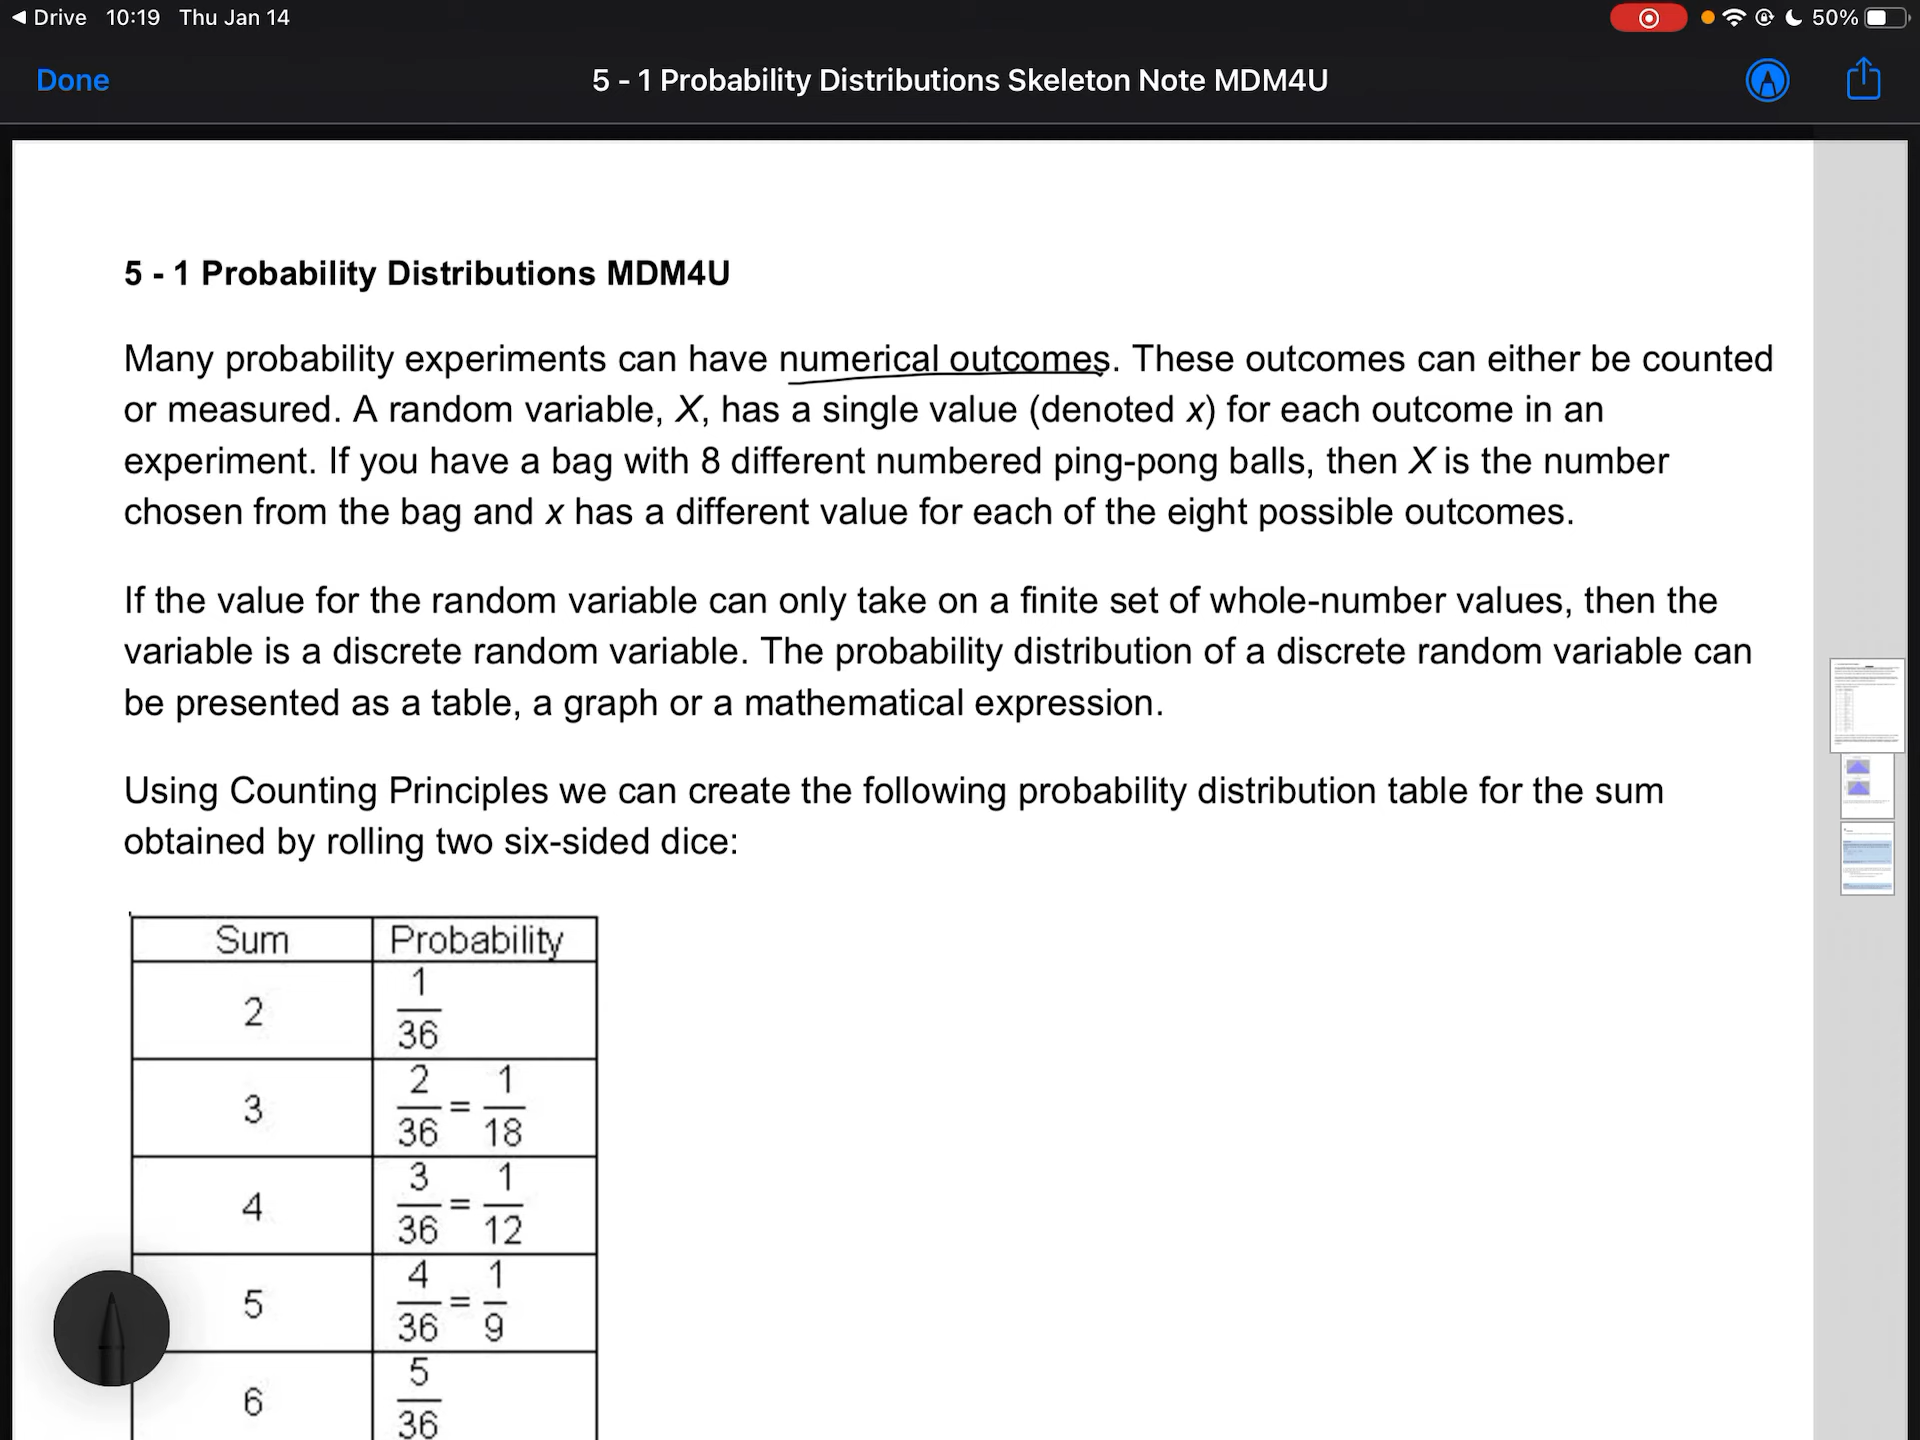 Drive 10:19 Thu Jan 14
50%
Done
5 - 1 Probability Distributions Skeleton Note MDM4U
5 - 1 Probability Distributions MDM4U
Many probability experiments can have numerical outcomes. These outcomes can either be counted
or measured. A random variable, X, has a single value (denoted x) for each outcome in an
experiment. If you have a bag with 8 different numbered ping-pong balls, then X is the number
chosen from the bag and x has a different value for each of the eight possible outcomes.
If the value for the random variable can only take on a finite set of whole-number values, then the
variable is a discrete random variable. The probability distribution of a discrete random variable can
be presented as a table, a graph or a mathematical expression.
Using Counting Principles we can create the following probability distribution table for the sum
obtained by rolling two six-sided dice:
Sum Probability
2 1/36
3 2/36 = 1/18
4 3/36 = 1/12
5 4/36 = 1/9
6 5/36